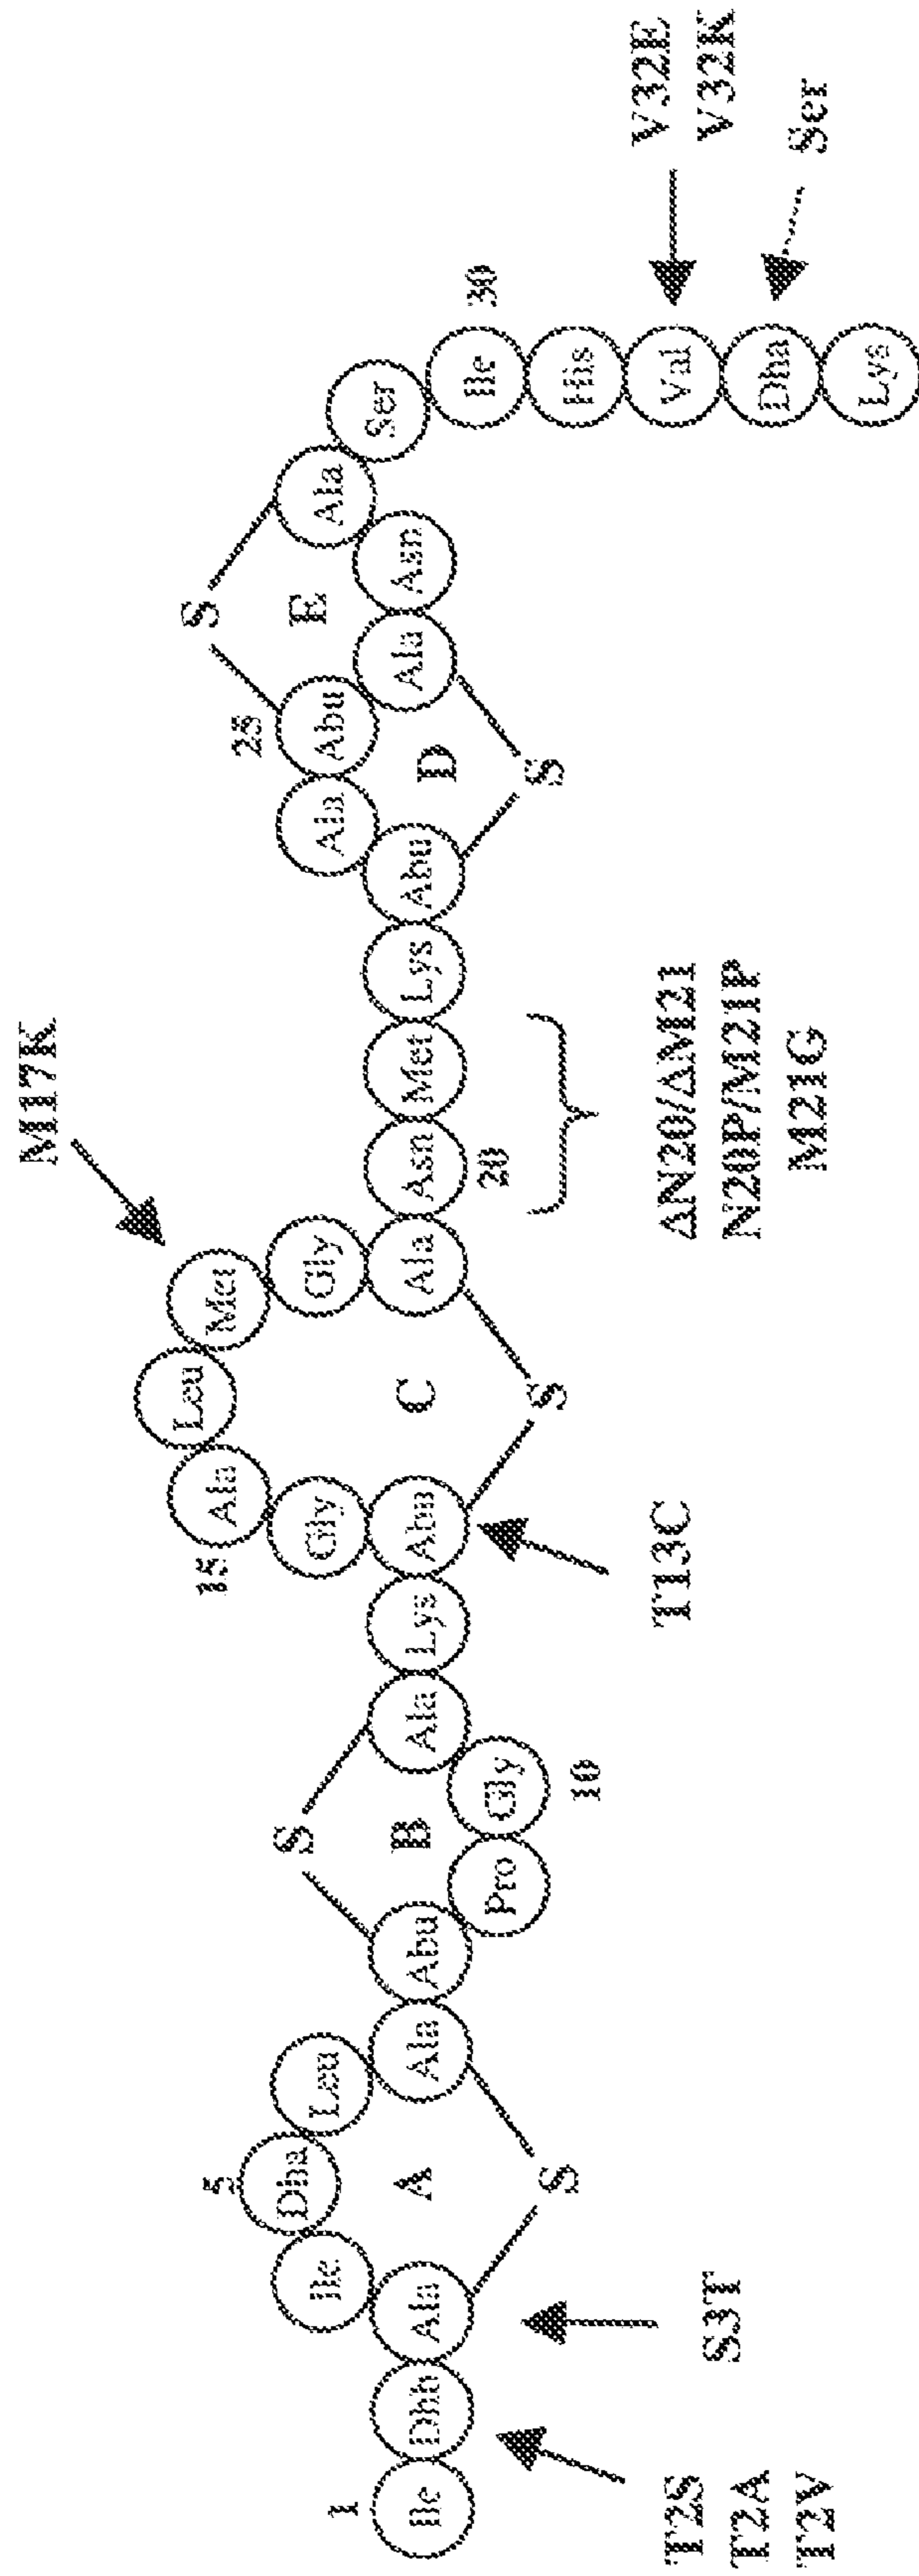 1
Ile
Dhb
Ala
Ile
5
Dha
Leu
Ala
S
A
Abu
Pro
Gly
10
Ala
S
B
Lys
Abu
Gly
15
Ala
Leu
Met
Gly
Ala
S
C
Asn
20
Met
Lys
Abu
Ala
25
Abu
Ala
S
D
Asn
Ala
S
E
Ser
Ile
30
His
Val
Dha
Lys
T2S
T2A
T2V
S3T
T13C
M17K
ΔN20/ΔM21
N20P/M21P
M21G
V32E
V32K
Ser